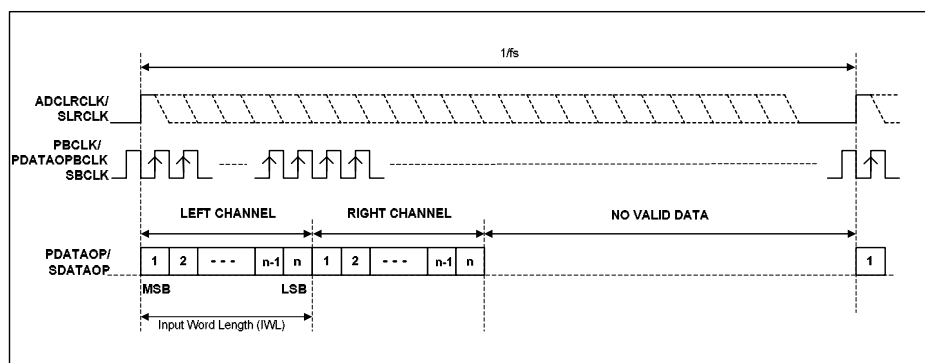 1/fs
ADCLRCLK/
SLRCLK
PBCLK/
PDATAOPBCLK
SBCLK
LEFT CHANNEL
RIGHT CHANNEL
NO VALID DATA
PDATAOP/
SDATAOP
1 2 - - - n-1 n 1 2 - - - n-1 n 1
MSB
LSB
Input Word Length (IWL)